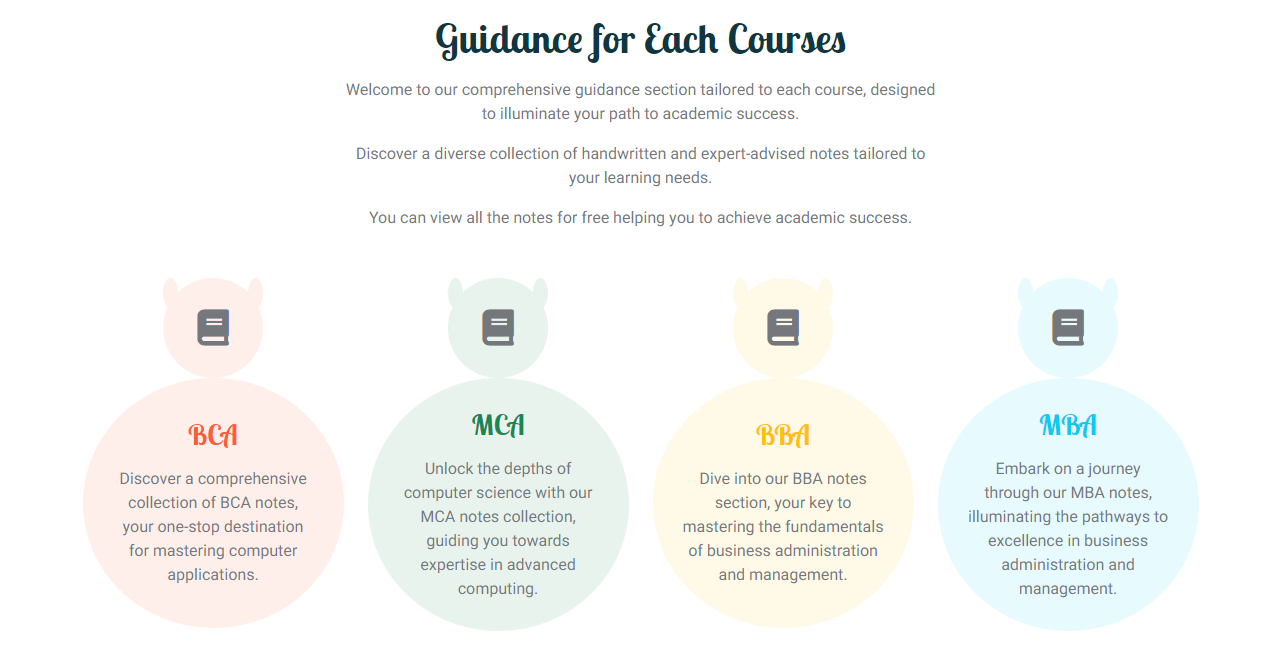 Guidance for Each Courses
Welcome to our comprehensive guidance section tailored to each course, designed
to illuminate your path to academic success.
Discover a diverse collection of handwritten and expert-advised notes tailored to
your learning needs.
You can view all the notes for free helping you to achieve academic success.
BCA
Discover a comprehensive
collection of BCA notes,
your one-stop destination
for mastering computer
applications.
MCA
Unlock the depths of
computer science with our
MCA notes collection,
guiding you towards
expertise in advanced
computing.
BBA
Dive into our BBA notes
section, your key to
mastering the fundamentals
of business administration
and management.
MBA
Embark on a journey
through our MBA notes,
illuminating the pathways to
excellence in business
administration and
management.